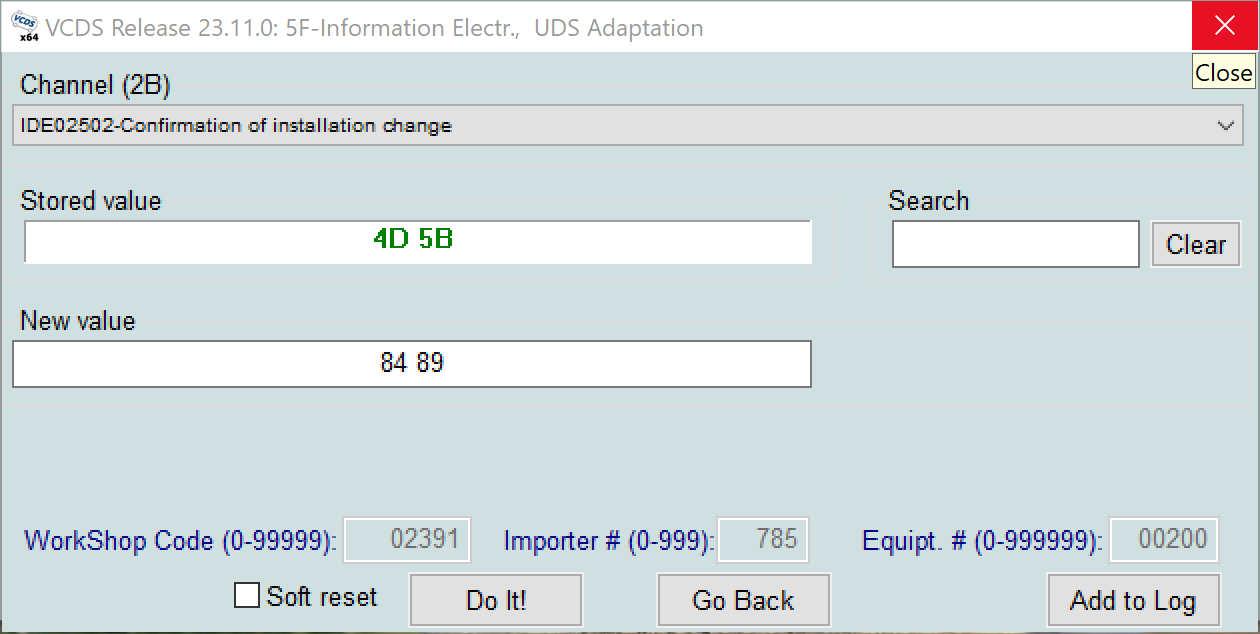 VCDS x64 VCDS Release 23.11.0: 5F-Information Electr.,  UDS Adaptation
Close
Channel (2B)
IDE02502-Confirmation of installation change
Stored value
Search
4D 5B
Clear
New value
84 89
WorkShop Code (0-99999): 02391 Importer # (0-999): 785 Equipt. # (0-999999): 00200
Soft reset Do It! Go Back Add to Log